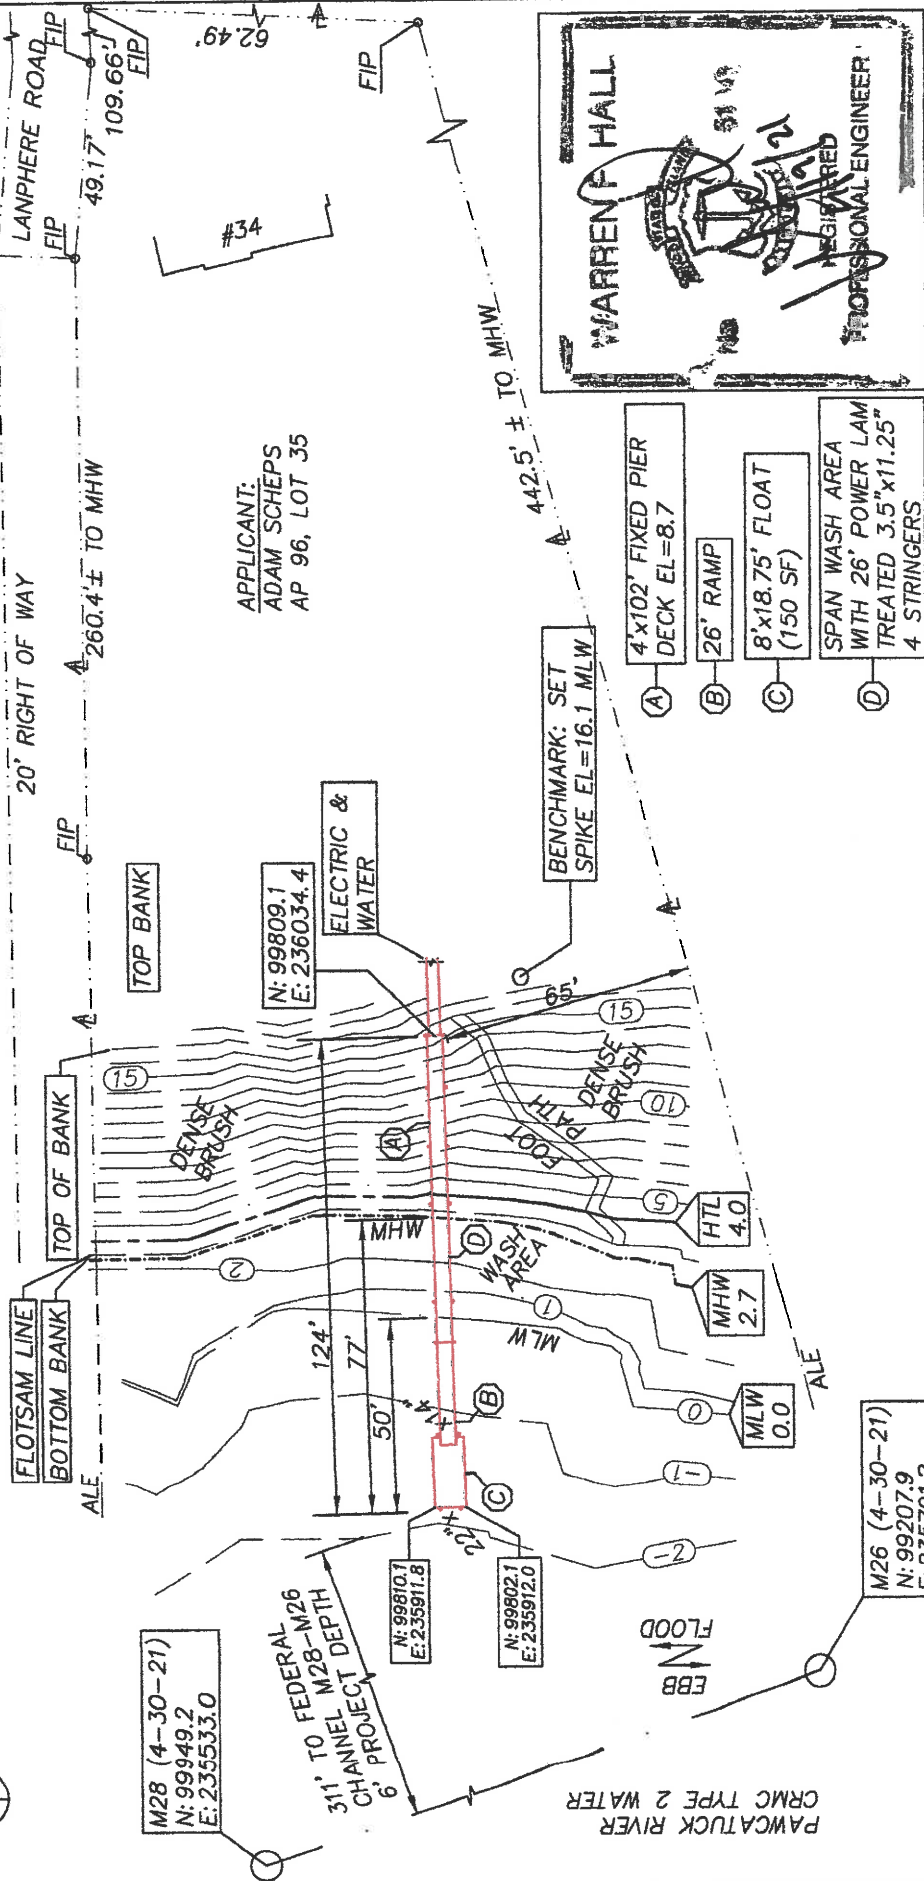 LANPHERE ROAD
FIP
FIP
49.17'
109.66'
FIP
62.49'
FIP
#34
20' RIGHT OF WAY
260.4'± TO MHW
442.5' ± TO MHW
APPLICANT:
ADAM SCHEPS
AP 96, LOT 35
WARREN F HALL
REGISTERED
PROFESSIONAL ENGINEER
A
4'x102' FIXED PIER
DECK EL=8.7
B
26' RAMP
C
8'x18.75' FLOAT
(150 SF)
D
SPAN WASH AREA
WITH 26' POWER LAM
TREATED 3.5"x11.25"
4 STRINGERS
FIP
TOP BANK
N: 99809.1
E: 236034.4
ELECTRIC &
WATER
BENCHMARK: SET
SPIKE EL=16.1 MLW
65'
TOP OF BANK
15
DENSE
BRUSH
A
FOOT
PATH
DENSE
BRUSH
15
10
5
FLOTSAM LINE
BOTTOM BANK
MHW
D
WASH
AREA
HTL
4.0
MHW
2.7
2
1
MLW
124'
77'
50'
ALE
ALE
4"
B
0
MLW
0.0
C
-1
22"
-2
N: 99810.1
E: 235911.8
N: 99802.1
E: 235912.0
311' TO FEDERAL
M28-M26
CHANNEL DEPTH
6' PROJECT
M28 (4-30-21)
N: 99949.2
E: 235533.0
M26 (4-30-21)
N: 99207.9
EBB
FLOOD
PAWCATUCK RIVER
CRMC TYPE 2 WATER